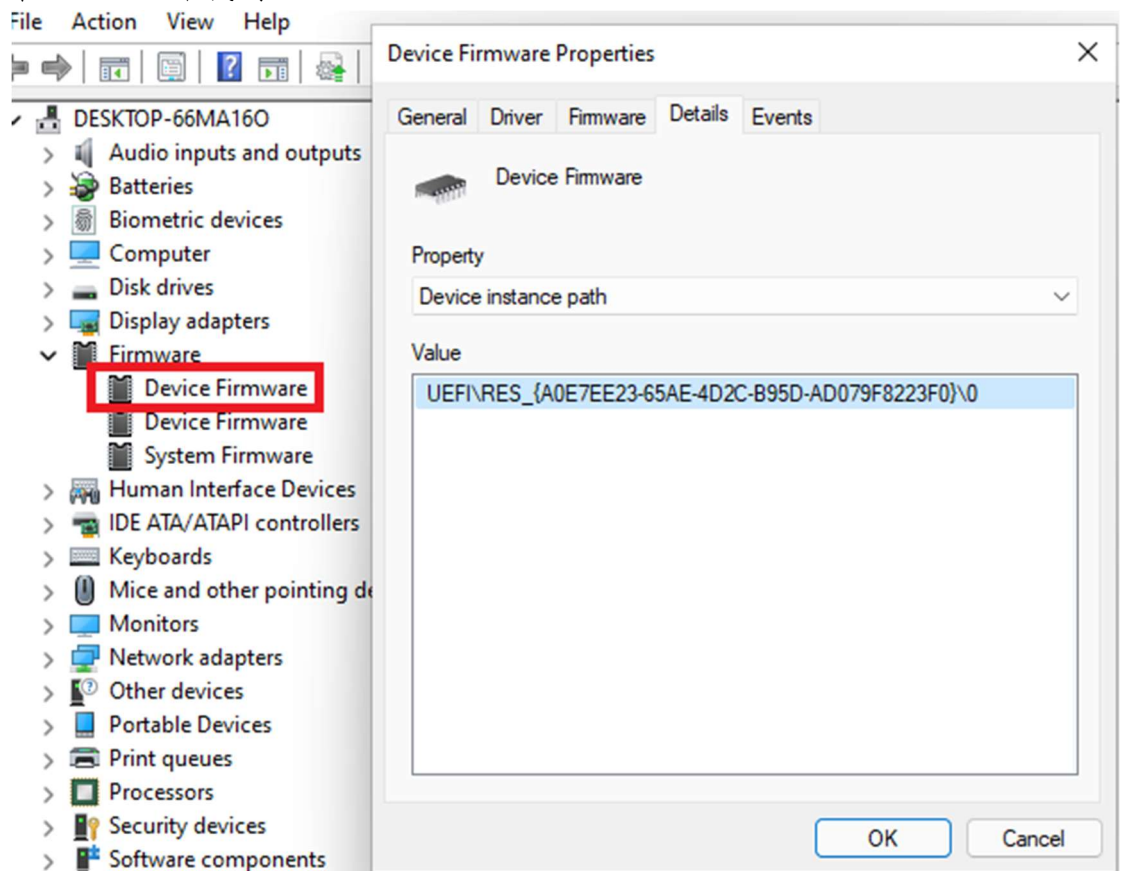 File Action View Help
DESKTOP-66MA16O
Audio inputs and outputs
Batteries
Biometric devices
Computer
Disk drives
Display adapters
Firmware
Device Firmware
Device Firmware
System Firmware
Human Interface Devices
IDE ATA/ATAPI controllers
Keyboards
Mice and other pointing de
Monitors
Network adapters
Other devices
Portable Devices
Print queues
Processors
Security devices
Software components
Device Firmware Properties
General Driver Firmware Details Events
Device Firmware
Property
Device instance path
Value
UEFI\RES_{A0E7EE23-65AE-4D2C-B95D-AD079F8223F0}\0
OK Cancel